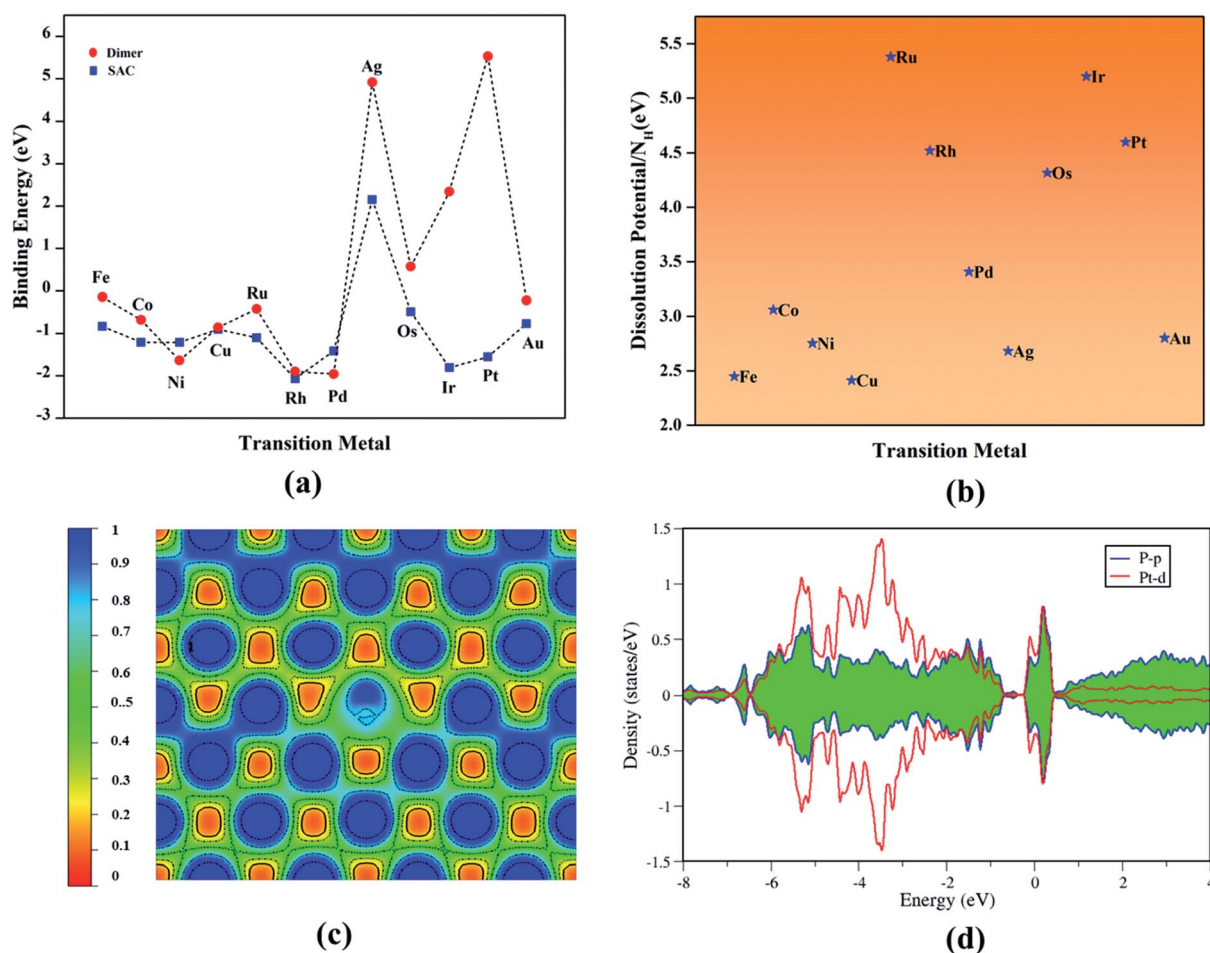 6
5
4
3
2
1
0
-1
-2
-3
Binding Energy (eV)
Dimer
SAC
Fe
Co
Ni
Cu
Ru
Rh
Pd
Ag
Os
Ir
Pt
Au
Transition Metal
(a)
5.5
5.0
4.5
4.0
3.5
3.0
2.5
2.0
Dissolution Potential/N_H(eV)
Ru
Ir
Rh
Pt
Os
Pd
Co
Ni
Ag
Au
Fe
Cu
Transition Metal
(b)
1
0.9
0.8
0.7
0.6
0.5
0.4
0.3
0.2
0.1
0
1
(c)
1.5
1
0.5
0
-0.5
-1
-1.5
Density (states/eV)
P-p
Pt-d
-8
-6
-4
-2
0
2
4
Energy (eV)
(d)